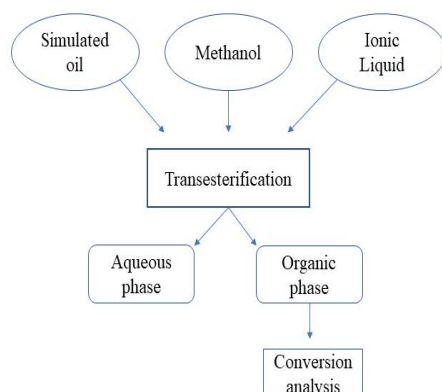 Simulated
oil
Methanol
Ionic
Liquid
Transesterification
Aqueous
phase
Organic
phase
Conversion
analysis